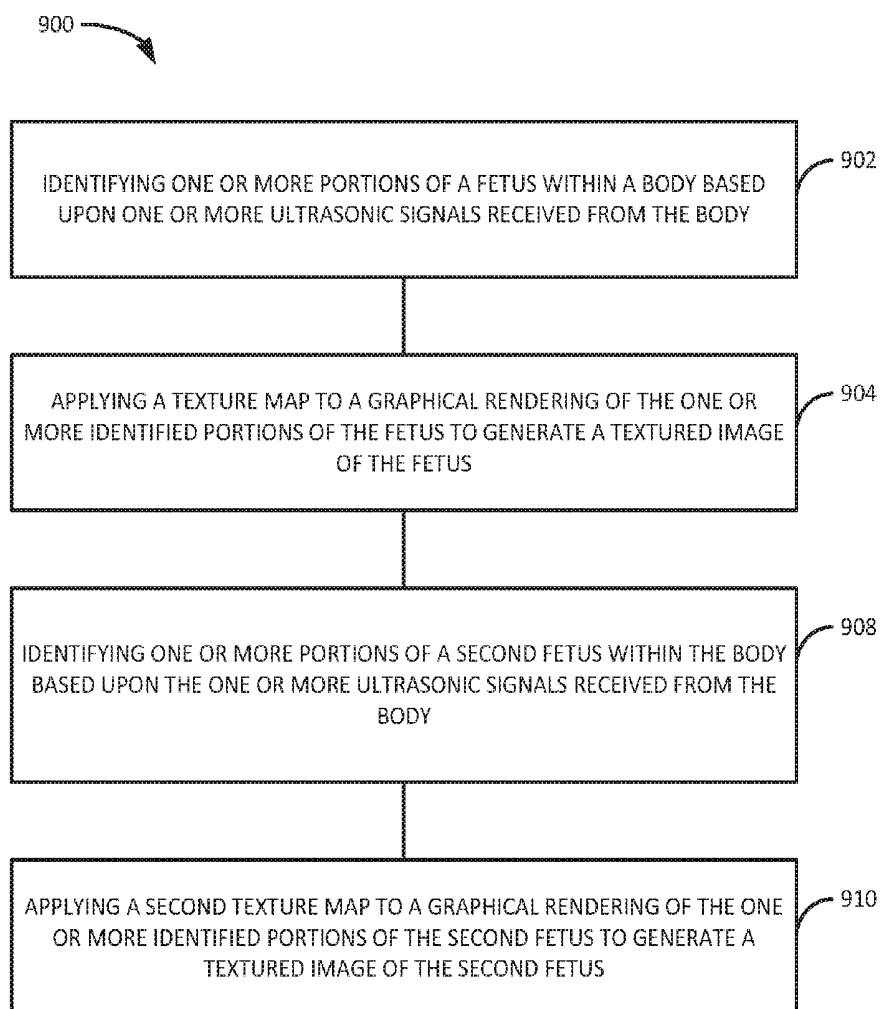 900
IDENTIFYING ONE OR MORE PORTIONS OF A FETUS WITHIN A BODY BASED
UPON ONE OR MORE ULTRASONIC SIGNALS RECEIVED FROM THE BODY
902
APPLYING A TEXTURE MAP TO A GRAPHICAL RENDERING OF THE ONE OR
MORE IDENTIFIED PORTIONS OF THE FETUS TO GENERATE A TEXTURED IMAGE
OF THE FETUS
904
IDENTIFYING ONE OR MORE PORTIONS OF A SECOND FETUS WITHIN THE BODY
BASED UPON THE ONE OR MORE ULTRASONIC SIGNALS RECEIVED FROM THE
BODY
908
APPLYING A SECOND TEXTURE MAP TO A GRAPHICAL RENDERING OF THE ONE
OR MORE IDENTIFIED PORTIONS OF THE SECOND FETUS TO GENERATE A
TEXTURED IMAGE OF THE SECOND FETUS
910